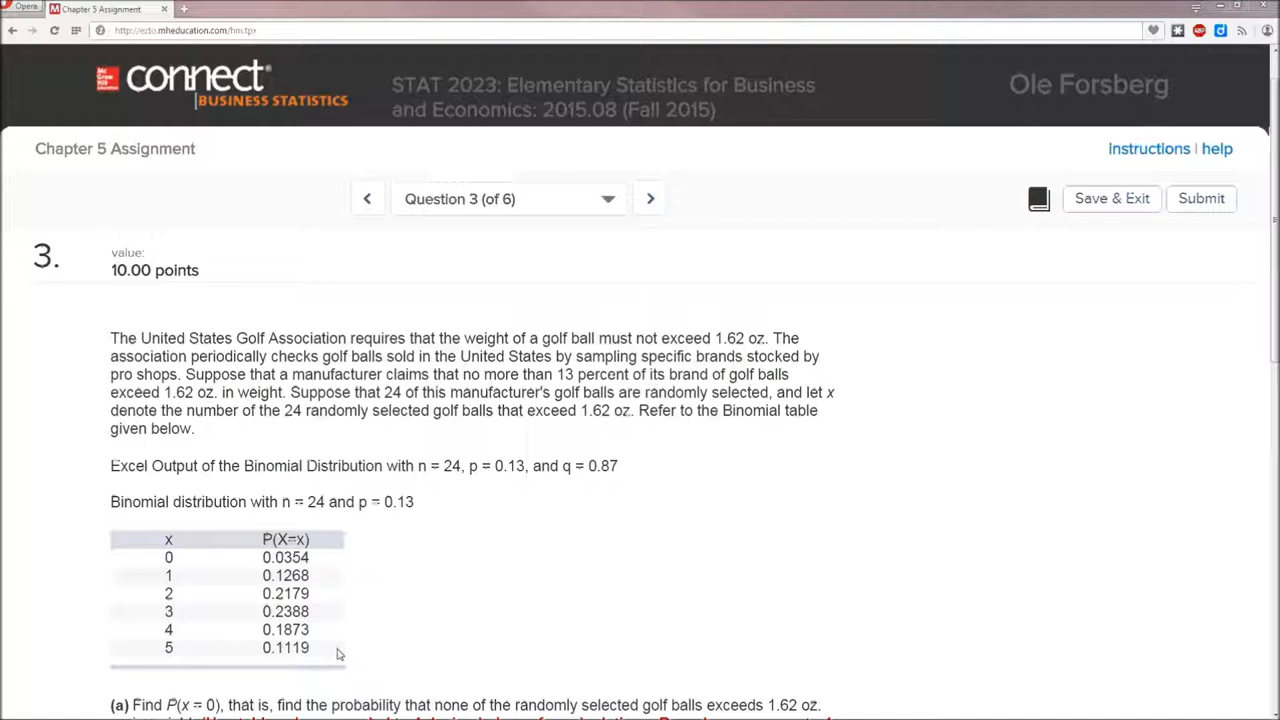 Opera
Chapter 5 Assignment
http://ezto.mheducation.com/hm.tpx
ABP
Mc
Graw
Hill
Education
connect
BUSINESS STATISTICS
STAT 2023: Elementary Statistics for Business
and Economics: 2015.08 (Fall 2015)
Ole Forsberg
Chapter 5 Assignment
instructions | help
Question 3 (of 6)
Save & Exit
Submit
3.
value:
10.00 points
The United States Golf Association requires that the weight of a golf ball must not exceed 1.62 oz. The
association periodically checks golf balls sold in the United States by sampling specific brands stocked by
pro shops. Suppose that a manufacturer claims that no more than 13 percent of its brand of golf balls
exceed 1.62 oz. in weight. Suppose that 24 of this manufacturer's golf balls are randomly selected, and let x
denote the number of the 24 randomly selected golf balls that exceed 1.62 oz. Refer to the Binomial table
given below.
Excel Output of the Binomial Distribution with n = 24, p = 0.13, and q = 0.87
Binomial distribution with n = 24 and p = 0.13
x P(X=x)
0 0.0354
1 0.1268
2 0.2179
3 0.2388
4 0.1873
5 0.1119
(a) Find P(x = 0), that is, find the probability that none of the randomly selected golf balls exceeds 1.62 oz.